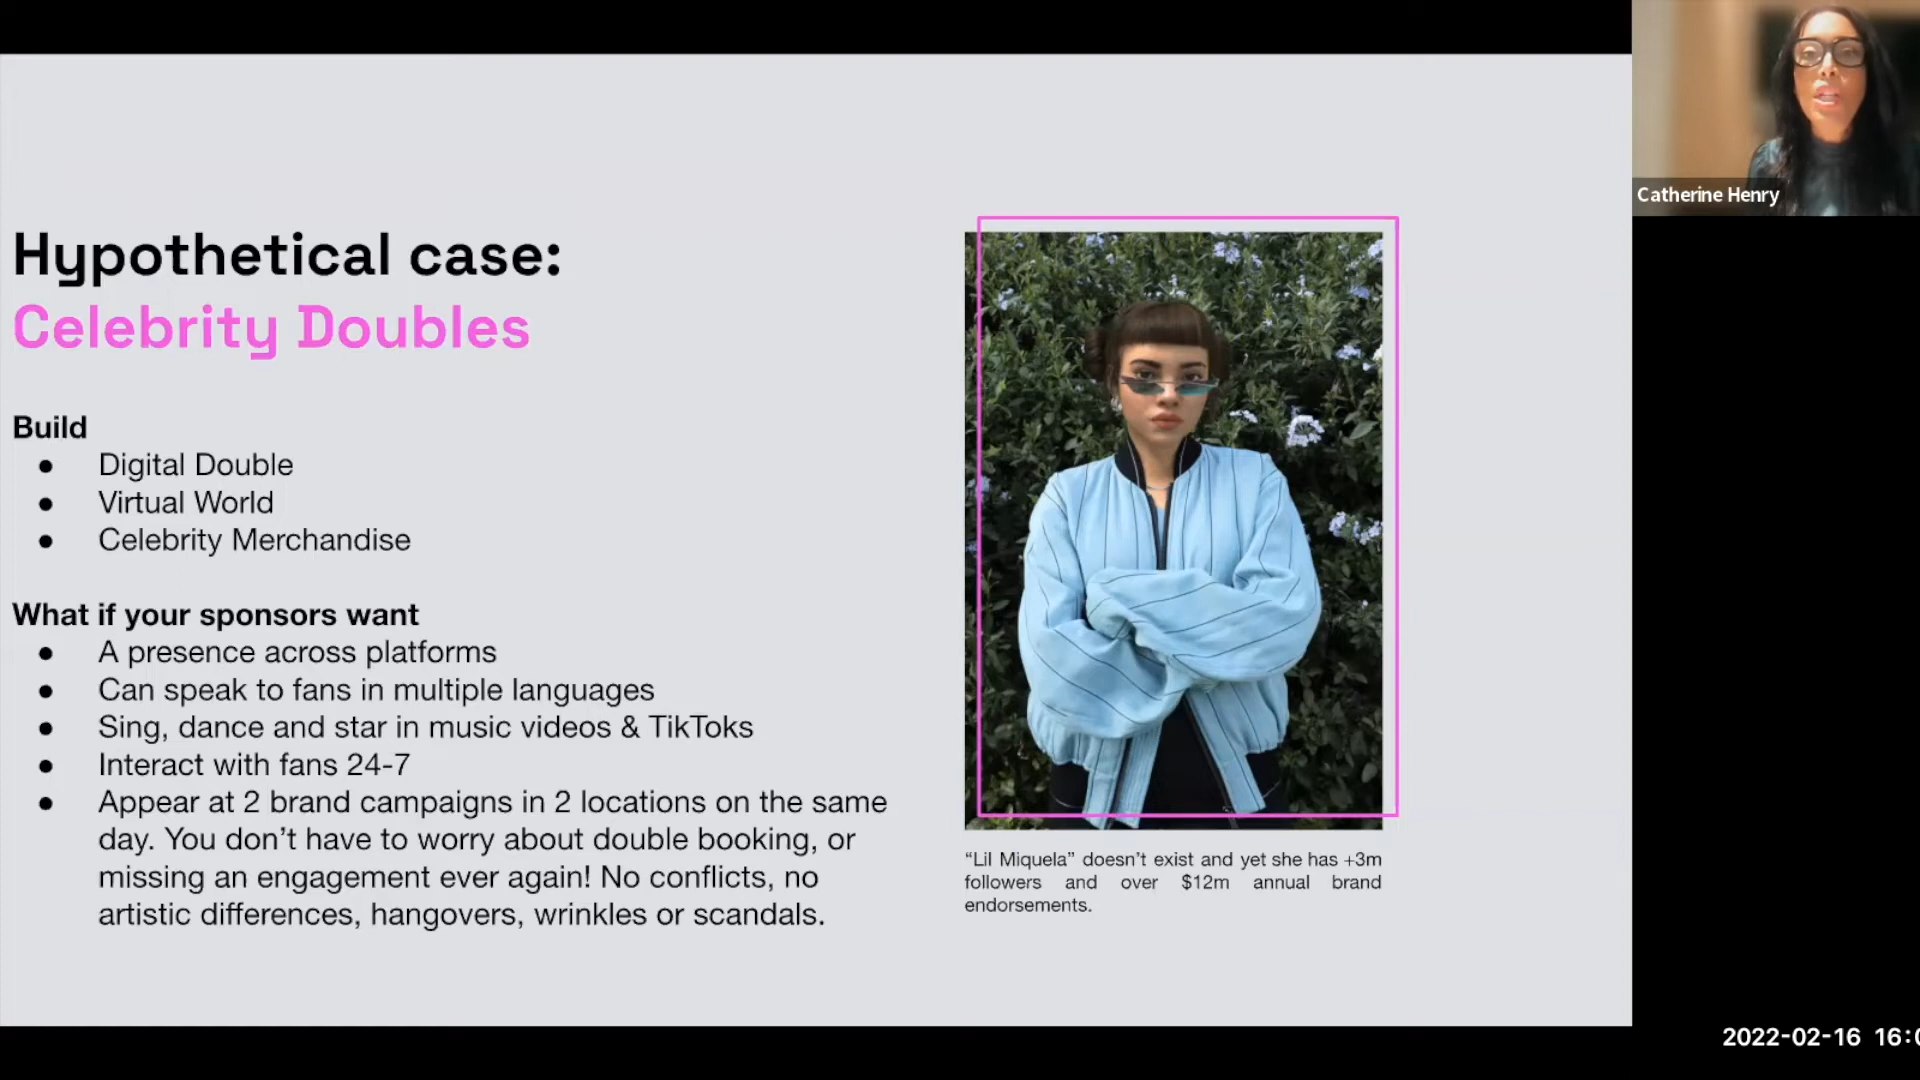 Hypothetical case:
Celebrity Doubles
Build
● Digital Double
● Virtual World
● Celebrity Merchandise
What if your sponsors want
● A presence across platforms
● Can speak to fans in multiple languages
● Sing, dance and star in music videos & TikToks
● Interact with fans 24-7
● Appear at 2 brand campaigns in 2 locations on the same
day. You don’t have to worry about double booking, or
missing an engagement ever again! No conflicts, no
artistic differences, hangovers, wrinkles or scandals.
“Lil Miquela” doesn’t exist and yet she has +3m
followers and over $12m annual brand
endorsements.
Catherine Henry
2022-02-16 16:0